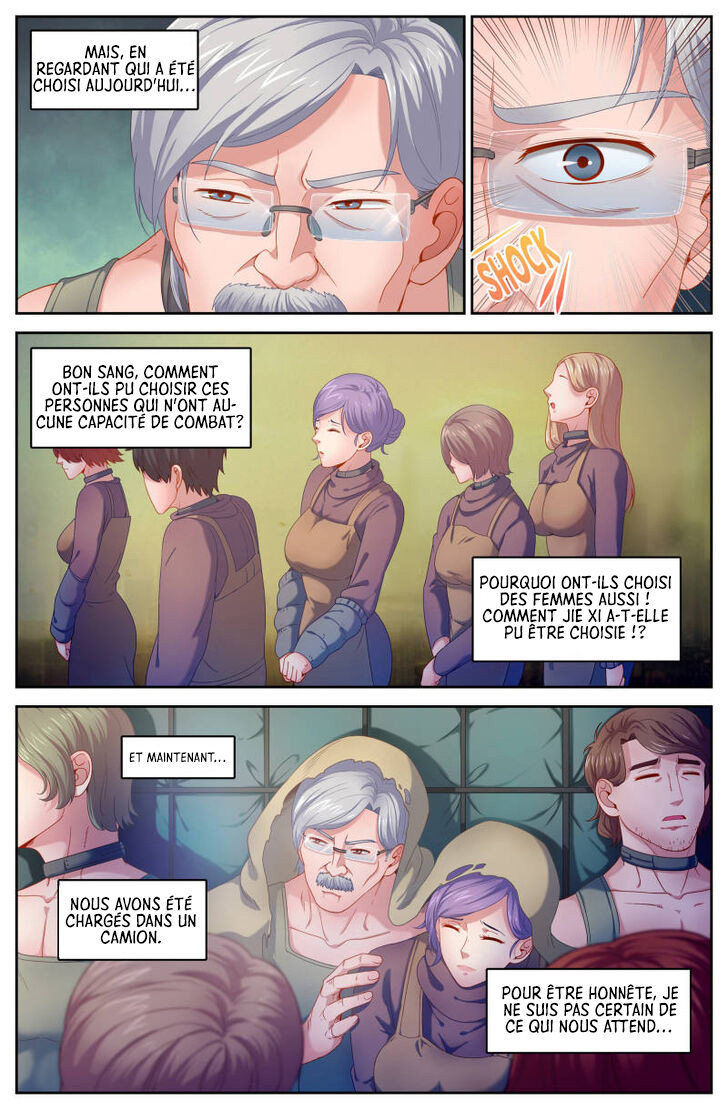 MAIS, EN
REGARDANT QUI A ÉTÉ
CHOISI AUJOURD'HUI...
SHOCK
BON SANG, COMMENT
ONT-ILS PU CHOISIR CES
PERSONNES QUI N'ONT AU-
CUNE CAPACITÉ DE COMBAT?
POURQUOI ONT-ILS CHOISI
DES FEMMES AUSSI !
COMMENT JIE XI A-T-ELLE
PU ÊTRE CHOISIE !?
ET MAINTENANT...
NOUS AVONS ÉTÉ
CHARGÉS DANS UN
CAMION.
POUR ÊTRE HONNÊTE, JE
NE SUIS PAS CERTAIN DE
CE QUI NOUS ATTEND...